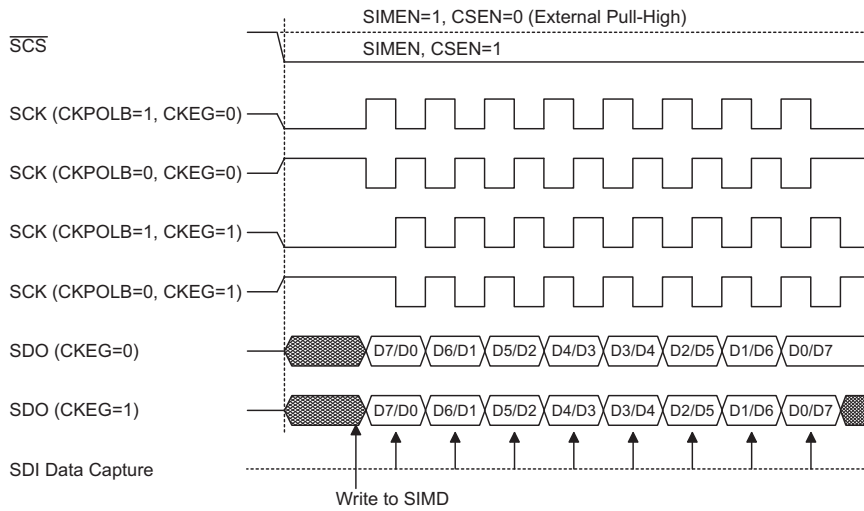 SIMEN=1, CSEN=0 (External Pull-High)
SCS
SIMEN, CSEN=1
SCK (CKPOLB=1, CKEG=0)
SCK (CKPOLB=0, CKEG=0)
SCK (CKPOLB=1, CKEG=1)
SCK (CKPOLB=0, CKEG=1)
SDO (CKEG=0) D7/D0 D6/D1 D5/D2 D4/D3 D3/D4 D2/D5 D1/D6 D0/D7
SDO (CKEG=1) D7/D0 D6/D1 D5/D2 D4/D3 D3/D4 D2/D5 D1/D6 D0/D7
SDI Data Capture
Write to SIMD